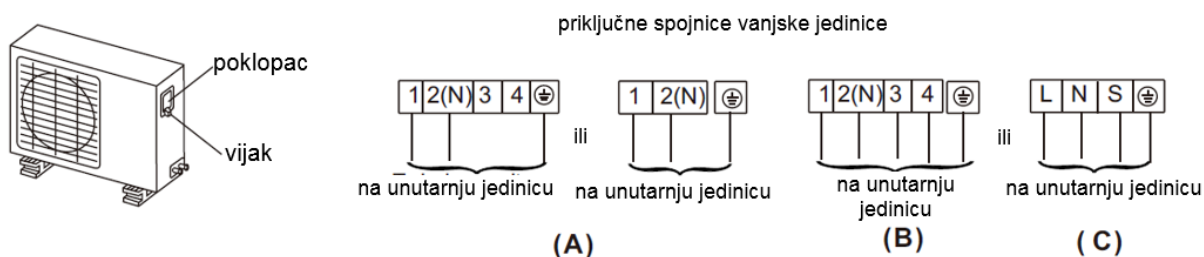 priključne spojnice vanjske jedinice
poklopac
vijak
1 2(N) 3 4
ili
1 2(N)
1 2(N) 3 4
ili
L N S
na unutarnju jedinicu
na unutarnju jedinicu
na unutarnju
jedinicu
na unutarnju jedinicu
(A)
(B)
(C)